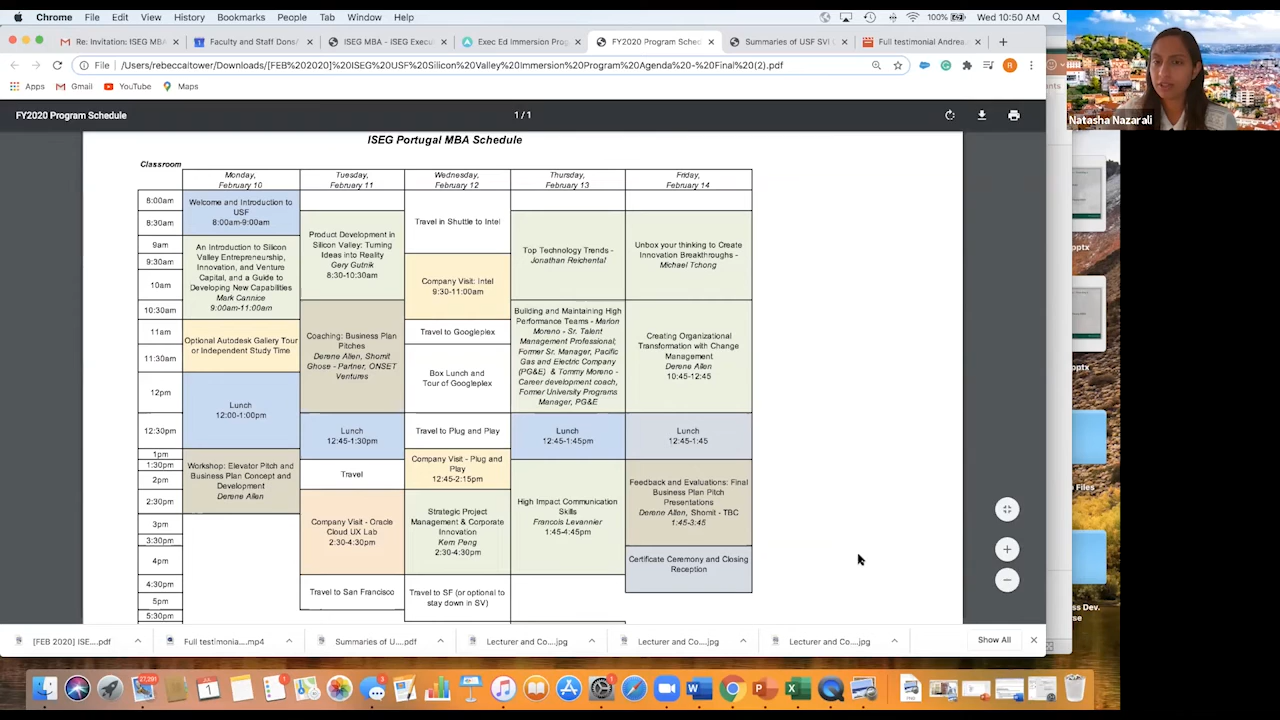 Chrome File Edit View History Bookmarks People Tab Window Help
100% Wed 10:50 AM
Re: Invitation: ISEG MBA
Faculty and Staff Dons/
ISEG MBA - ISEG Execu
Exec Ed Immersion Prog
FY2020 Program Sched
Summaries of USF SVI
Full testimonial Andrea
File /Users/rebeccaltower/Downloads/[FEB%202020]%20ISEG%20USF%20Silicon%20Valley%20Immersion%20Program%20Agenda%20-%20Final%20(2).pdf
Apps Gmail YouTube Maps
Natasha Nazarali
FY2020 Program Schedule
1 / 1
ISEG Portugal MBA Schedule
Classroom
Monday,
February 10
Tuesday,
February 11
Wednesday,
February 12
Thursday,
February 13
Friday,
February 14
8:00am
8:30am
9am
9:30am
10am
10:30am
11am
11:30am
12pm
12:30pm
1pm
1:30pm
2pm
2:30pm
3pm
3:30pm
4pm
4:30pm
5pm
5:30pm
Welcome and Introduction to
USF
8:00am-9:00am
An Introduction to Silicon
Valley Entrepreneurship,
Innovation, and Venture
Capital, and a Guide to
Developing New Capabilities
Mark Cannice
9:00am-11:00am
Optional Autodesk Gallery Tour
or Independent Study Time
Lunch
12:00-1:00pm
Workshop: Elevator Pitch and
Business Plan Concept and
Development
Derene Allen
Product Development in
Silicon Valley: Turning
Ideas into Reality
Gery Gutnik
8:30-10:30am
Coaching: Business Plan
Pitches
Derene Allen, Shomit
Ghose - Partner, ONSET
Ventures
Lunch
12:45-1:30pm
Travel
Company Visit - Oracle
Cloud UX Lab
2:30-4:30pm
Travel to San Francisco
Travel in Shuttle to Intel
Company Visit: Intel
9:30-11:00am
Travel to Googleplex
Box Lunch and
Tour of Googleplex
Travel to Plug and Play
Company Visit - Plug and
Play
12:45-2:15pm
Strategic Project
Management & Corporate
Innovation
Kern Peng
2:30-4:30pm
Travel to SF (or optional to
stay down in SV)
Top Technology Trends -
Jonathan Reichental
Building and Maintaining High
Performance Teams - Marion
Moreno - Sr. Talent
Management Professional;
Former Sr. Manager, Pacific
Gas and Electric Company
(PG&E) & Tommy Moreno -
Career development coach,
Former University Programs
Manager, PG&E
Lunch
12:45-1:45pm
High Impact Communication
Skills
Francois Levannier
1:45-4:45pm
Unbox your thinking to Create
Innovation Breakthroughs -
Michael Tchong
Creating Organizational
Transformation with Change
Management
Derene Allen
10:45-12:45
Lunch
12:45-1:45
Feedback and Evaluations: Final
Business Plan Pitch
Presentations
Derene Allen, Shomit - TBC
1:45-3:45
Certificate Ceremony and Closing
Reception
[FEB 2020] ISE....pdf
Full testimonia....mp4
Summaries of U....pdf
Lecturer and Co....jpg
Lecturer and Co....jpg
Lecturer and Co....jpg
Show All
27,291